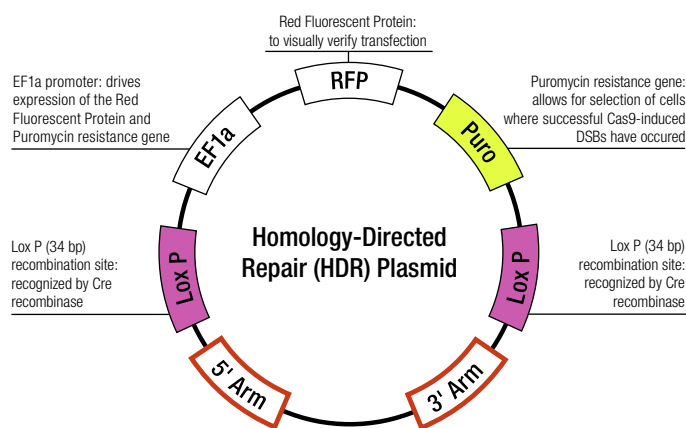 Red Fluorescent Protein:
to visually verify transfection
RFP
EF1a promoter: drives
expression of the Red
Fluorescent Protein and
Puromycin resistance gene
Puromycin resistance gene:
allows for selection of cells
where successful Cas9-induced
DSBs have occured
EF1a
Puro
Homology-Directed
Repair (HDR) Plasmid
Lox P (34 bp)
recombination site:
recognized by Cre
recombinase
Lox P
Lox P
Lox P (34 bp)
recombination site:
recognized by Cre
recombinase
5' Arm
3' Arm